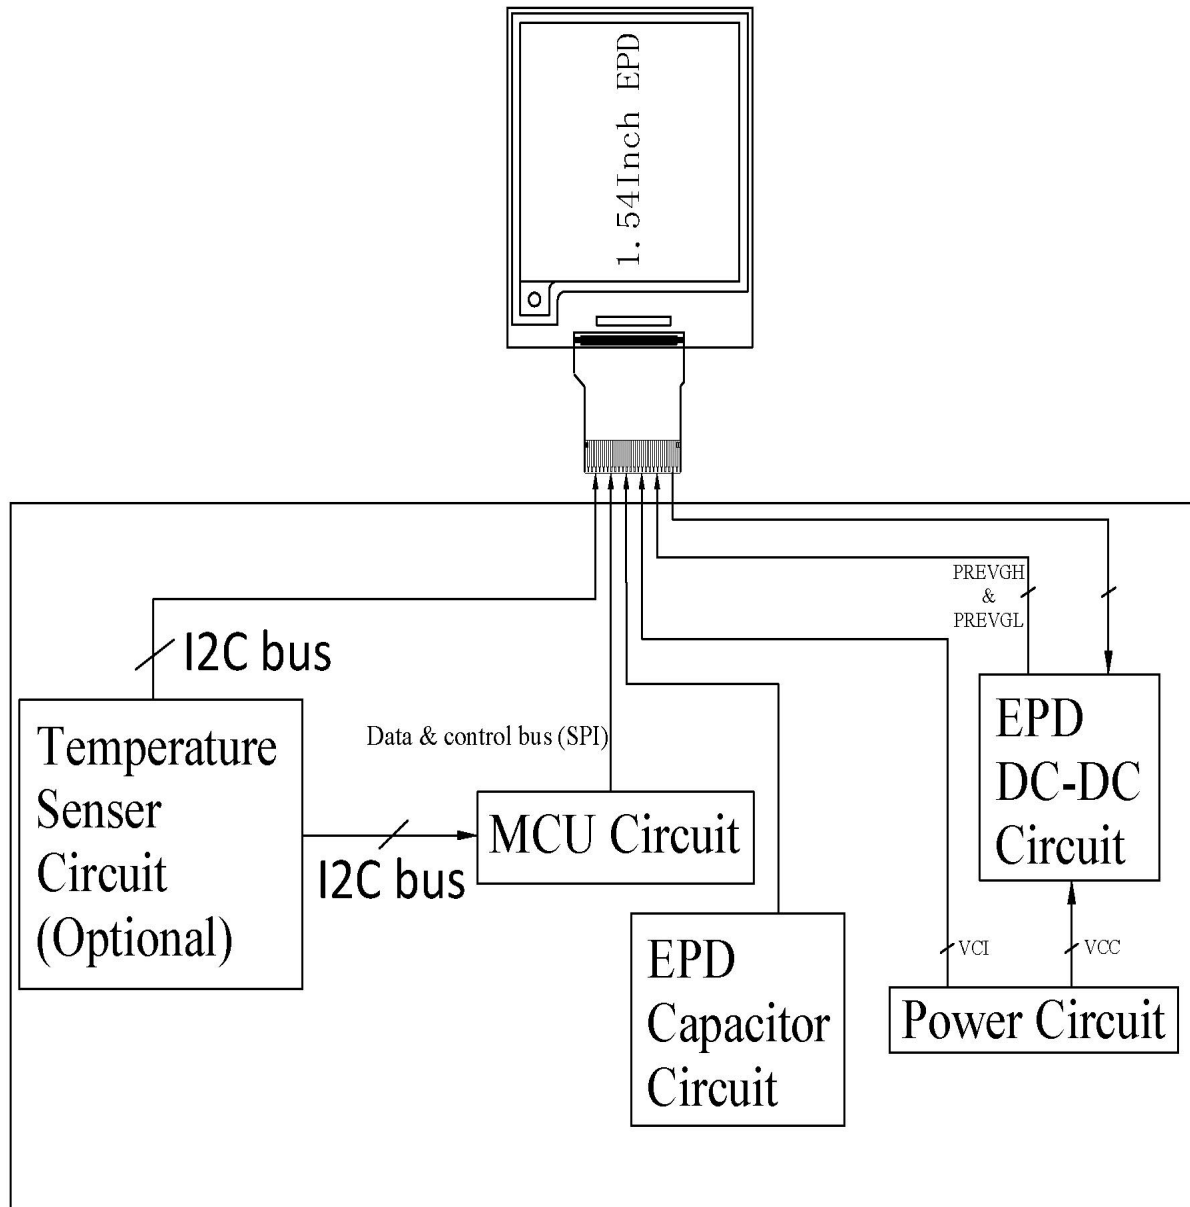 1.54Inch EPD
PREVGH
&
PREVGL
I2C bus
Temperature
Senser
Circuit
(Optional)
Data & control bus (SPI)
EPD
DC-DC
Circuit
MCU Circuit
I2C bus
EPD
Capacitor
Circuit
VCI
VCC
Power Circuit